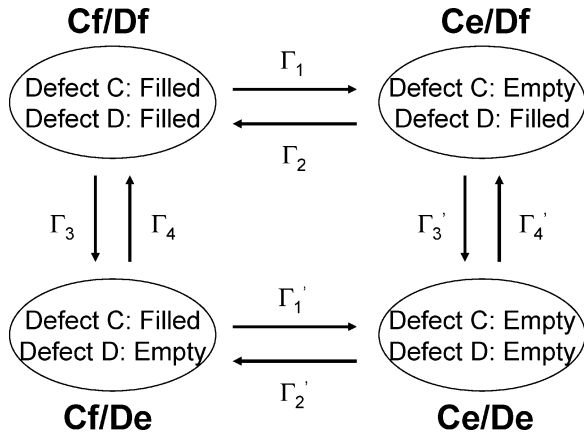 Cf/Df
Ce/Df
Γ1
Defect C: Filled
Defect D: Filled
Defect C: Empty
Defect D: Filled
Γ2
Γ3
Γ4
Γ3'
Γ4'
Γ1'
Defect C: Filled
Defect D: Empty
Defect C: Empty
Defect D: Empty
Γ2'
Cf/De
Ce/De